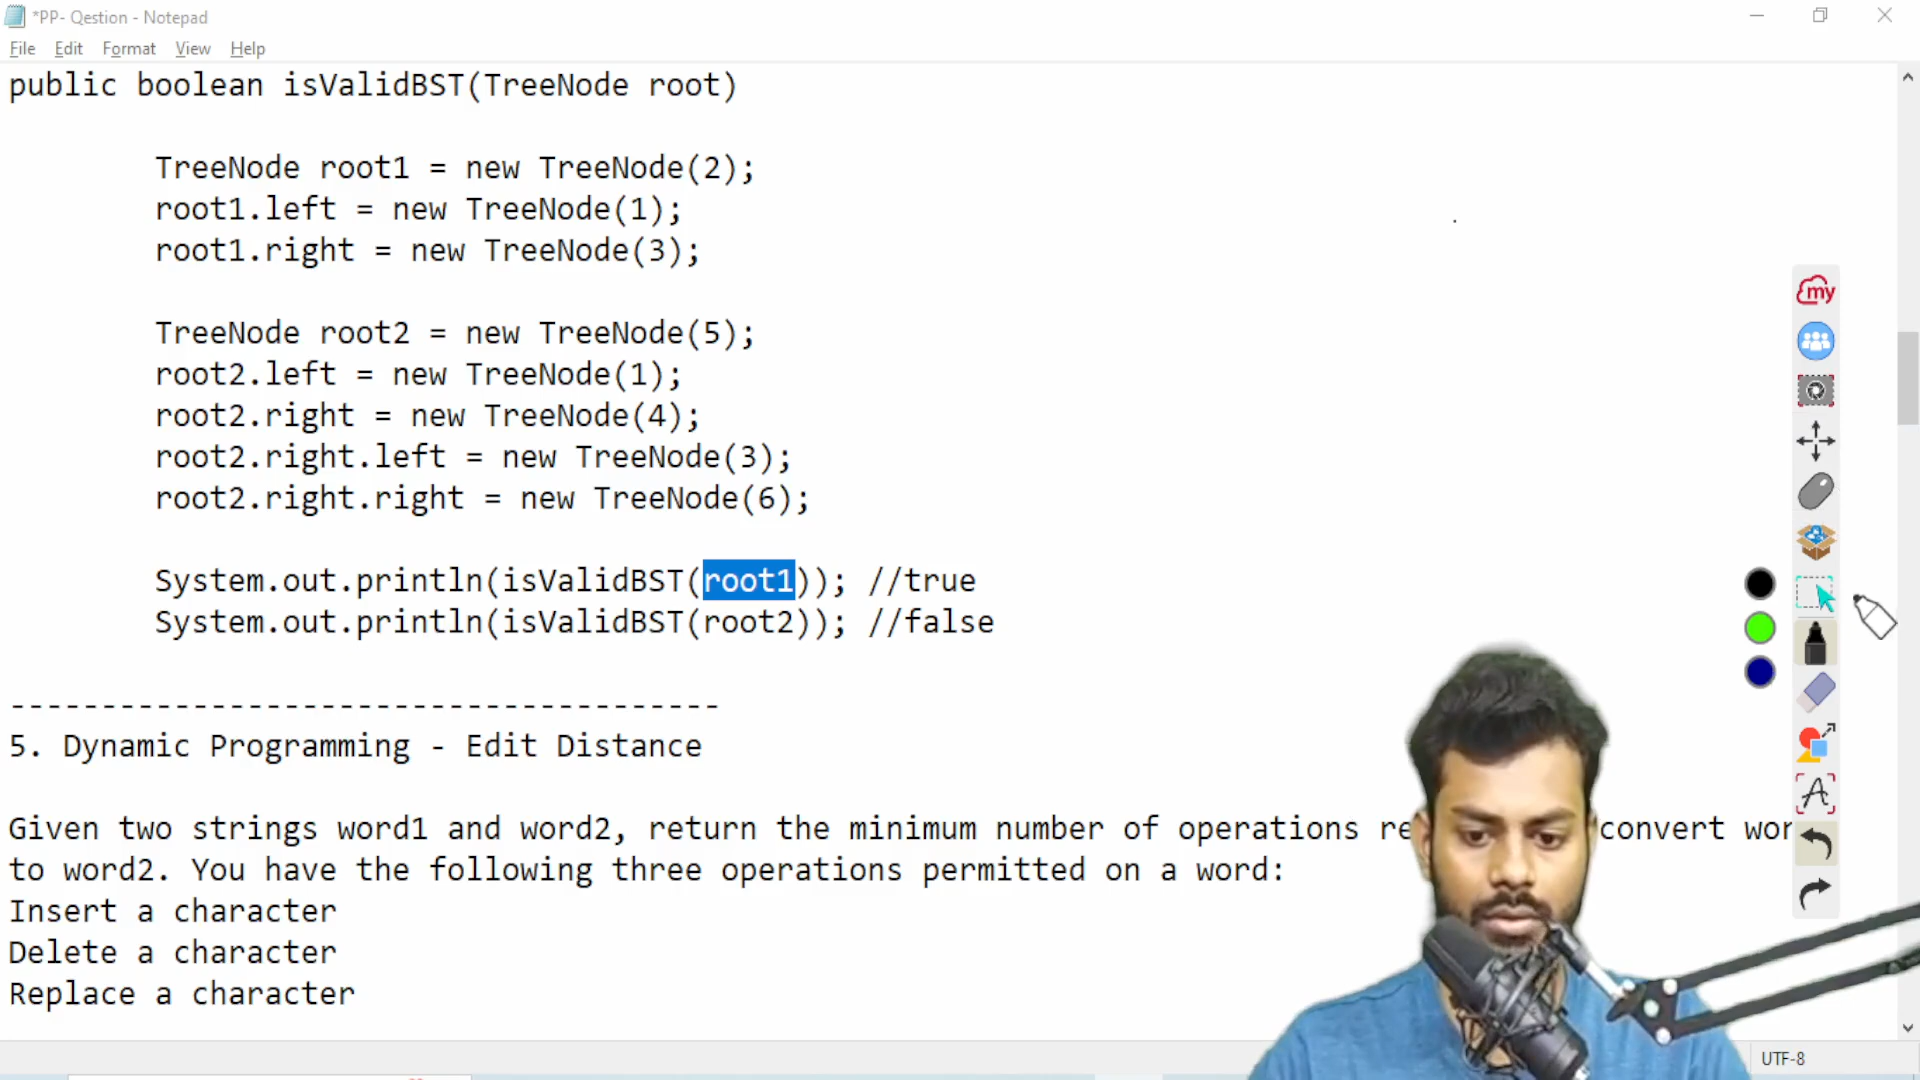 *PP- Qestion - Notepad
File Edit Format View Help
public boolean isValidBST(TreeNode root)
TreeNode root1 = new TreeNode(2);
root1.left = new TreeNode(1);
root1.right = new TreeNode(3);
TreeNode root2 = new TreeNode(5);
root2.left = new TreeNode(1);
root2.right = new TreeNode(4);
root2.right.left = new TreeNode(3);
root2.right.right = new TreeNode(6);
System.out.println(isValidBST(root1)); //true
System.out.println(isValidBST(root2)); //false
---------------------------------------
5. Dynamic Programming - Edit Distance
Given two strings word1 and word2, return the minimum number of operations re convert wor
to word2. You have the following three operations permitted on a word:
Insert a character
Delete a character
Replace a character
my
UTF-8